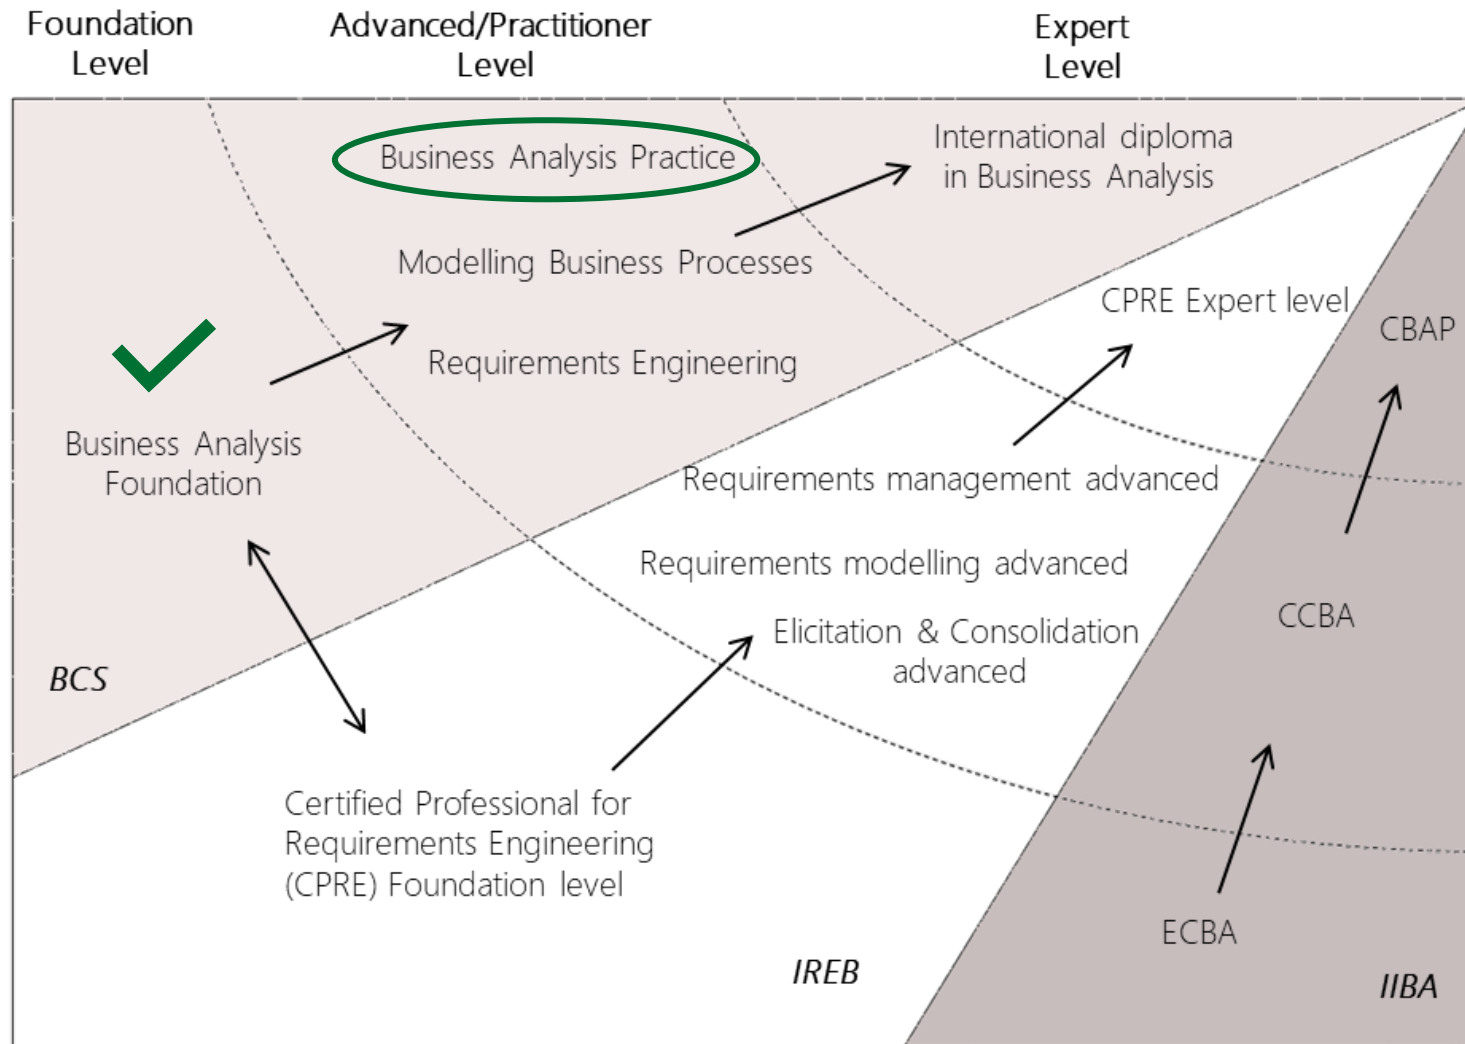 Foundation
Level
Advanced/Practitioner
Level
Expert
Level
Business Analysis Practice
International diploma
in Business Analysis
Modelling Business Processes
Requirements Engineering
Business Analysis
Foundation
BCS
CPRE Expert level
Requirements management advanced
Requirements modelling advanced
Elicitation & Consolidation
advanced
Certified Professional for
Requirements Engineering
(CPRE) Foundation level
IREB
CBAP
CCBA
ECBA
IIBA